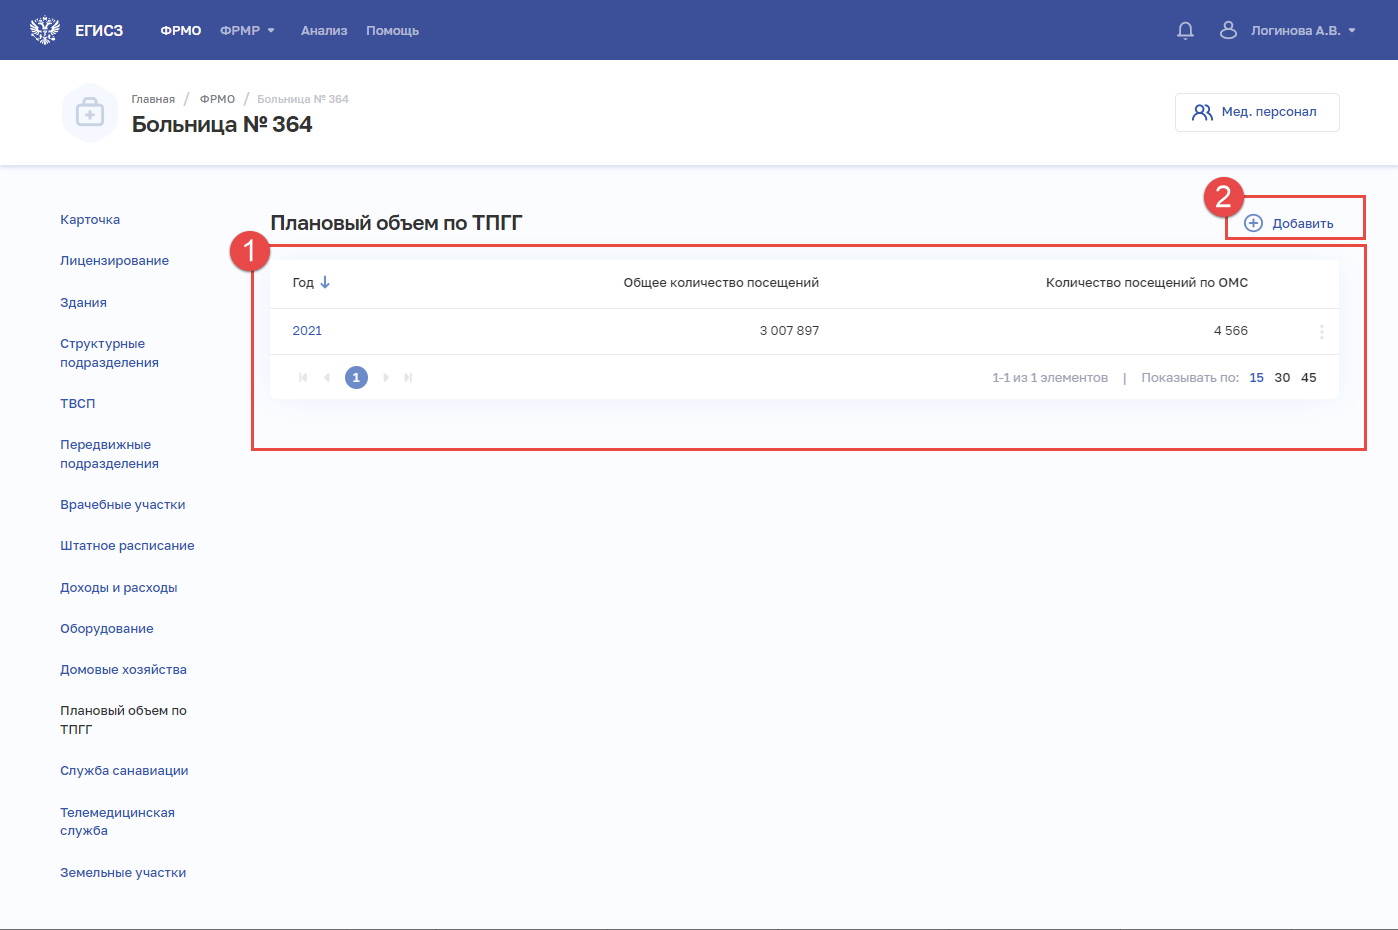 ЕГИСЗ ФРМО ФРМР Анализ Помощь Логинова А.В.
Главная / ФРМО / Больница № 364
Больница № 364
Мед. персонал
Карточка
Лицензирование
Здания
Структурные
подразделения
ТВСП
Передвижные
подразделения
Врачебные участки
Штатное расписание
Доходы и расходы
Оборудование
Домовые хозяйства
Плановый объем по
ТПГГ
Служба санавиации
Телемедицинская
служба
Земельные участки
Плановый объем по ТПГГ
2
Добавить
1
Год Общее количество посещений Количество посещений по ОМС
2021 3 007 897 4 566
1 1-1 из 1 элементов | Показывать по: 15 30 45